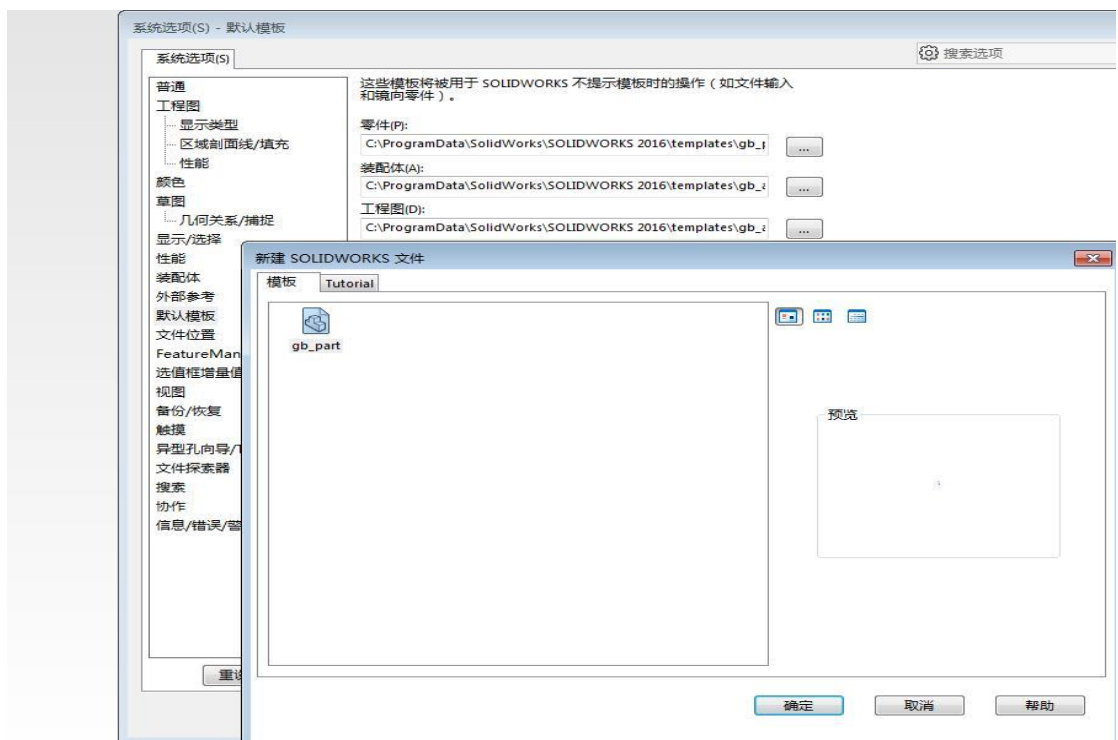 系统选项(S) - 默认模板
系统选项(S)
搜索选项
普通
工程图
显示类型
区域剖面线/填充
性能
颜色
草图
几何关系/捕捉
显示/选择
性能
装配体
外部参考
默认模板
文件位置
FeatureMan
选值框增量值
视图
备份/恢复
触摸
异型孔向导/T
文件探索器
搜索
协作
信息/错误/警
这些模板将被用于 SOLIDWORKS 不提示模板时的操作（如文件输入
和镜向零件）。
零件(P):
C:\ProgramData\SolidWorks\SOLIDWORKS 2016\templates\gb_p
...
装配体(A):
C:\ProgramData\SolidWorks\SOLIDWORKS 2016\templates\gb_a
...
工程图(D):
C:\ProgramData\SolidWorks\SOLIDWORKS 2016\templates\gb_a
...
新建 SOLIDWORKS 文件
模板
Tutorial
gb_part
预览
确定
取消
帮助